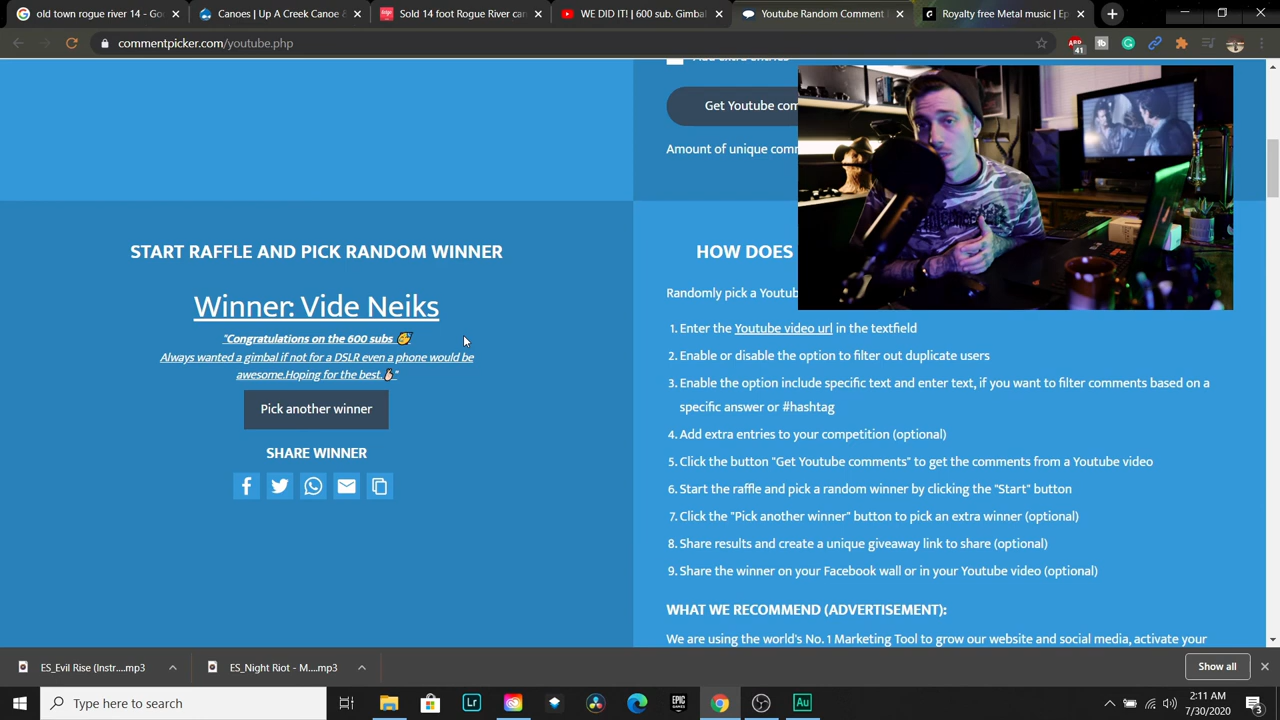 old town rogue river 14 - Go
Canoes | Up A Creek Canoe &
Sold 14 foot Rogue River can
WE DID IT! | 600 sub. Gimbal
Youtube Random Comment
Royalty free Metal music | Ep
commentpicker.com/youtube.php
41
fb
Get Youtube com
Amount of unique comm
START RAFFLE AND PICK RANDOM WINNER
Winner: Vide Neiks
"Congratulations on the 600 subs
Always wanted a gimbal if not for a DSLR even a phone would be
awesome.Hoping for the best. "
Pick another winner
SHARE WINNER
HOW DOES
Randomly pick a Youtub
1. Enter the Youtube video url in the textfield
2. Enable or disable the option to filter out duplicate users
3. Enable the option include specific text and enter text, if you want to filter comments based on a
specific answer or #hashtag
4. Add extra entries to your competition (optional)
5. Click the button "Get Youtube comments" to get the comments from a Youtube video
6. Start the raffle and pick a random winner by clicking the "Start" button
7. Click the "Pick another winner" button to pick an extra winner (optional)
8. Share results and create a unique giveaway link to share (optional)
9. Share the winner on your Facebook wall or in your Youtube video (optional)
WHAT WE RECOMMEND (ADVERTISEMENT):
We are using the world's No. 1 Marketing Tool to grow our website and social media, activate your
ES_Evil Rise (Instr....mp3
ES_Night Riot - M....mp3
Show all
Type here to search
Lr
EPIC
GAMES
Au
2:11 AM
7/30/2020
3